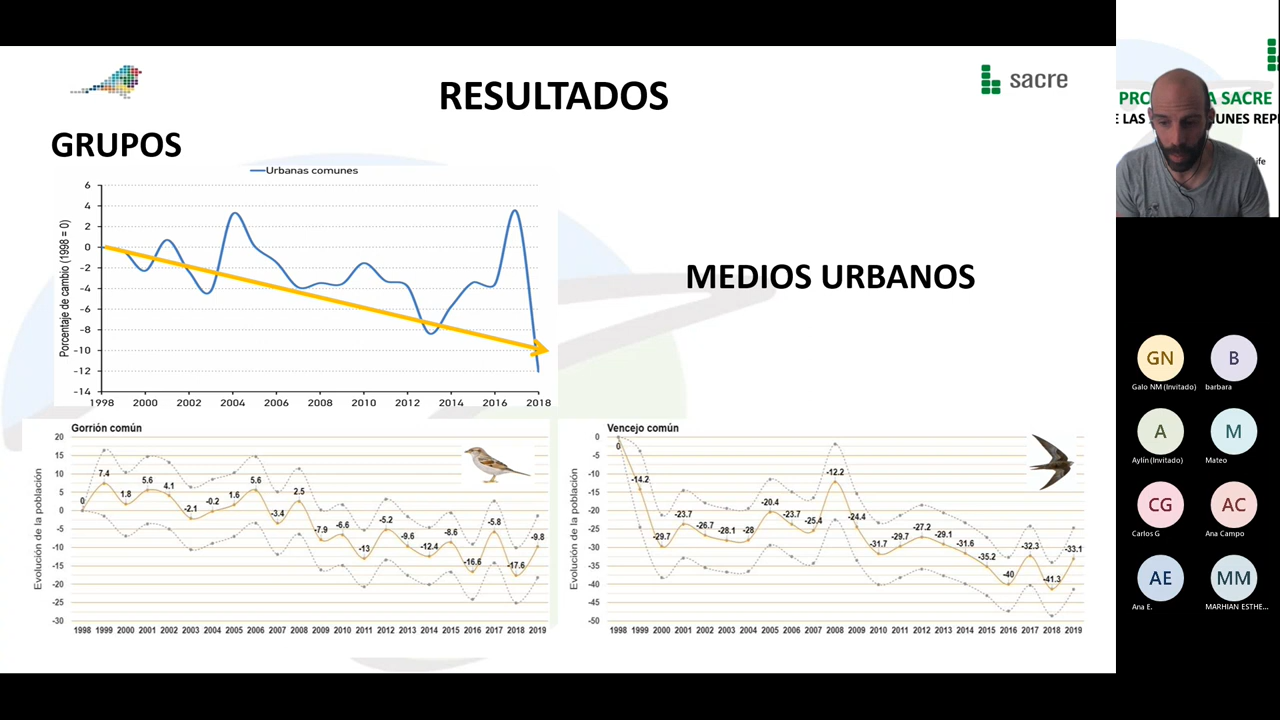 RESULTADOS
sacre
GRUPOS
Urbanas comunes
Porcentaje de cambio (1998 = 0)
6
4
2
0
-2
-4
-6
-8
-10
-12
-14
1998 2000 2002 2004 2006 2008 2010 2012 2014 2016 2018
MEDIOS URBANOS
Gorrión común
Evolución de la población
20
15
10
5
0
-5
-10
-15
-20
-25
-30
0 7.4 1.8 5.6 4.1 -2.1 -0.2 1.6 5.6 -3.4 2.5 -7.9 -6.6 -13 -5.2 -9.6 -12.4 -8.6 -16.6 -5.8 -17.6 -9.8
1998 1999 2000 2001 2002 2003 2004 2005 2006 2007 2008 2009 2010 2011 2012 2013 2014 2015 2016 2017 2018 2019
Vencejo común
Evolución de la población
0
-5
-10
-15
-20
-25
-30
-35
-40
-45
-50
0 -14.2 -29.7 -23.7 -26.7 -28.1 -28 -20.4 -23.7 -25.4 -12.2 -24.4 -31.7 -29.7 -27.2 -29.1 -31.6 -35.2 -40 -32.3 -41.3 -33.1
1998 1999 2000 2001 2002 2003 2004 2005 2006 2007 2008 2009 2010 2011 2012 2013 2014 2015 2016 2017 2018 2019
PRO A SACRE
E LAS UNES REP
ife
GN
Galo NM (Invitado)
B
barbara
A
Aylín (Invitado)
M
Mateo
CG
Carlos G
AC
Ana Campo
AE
Ana E.
MM
MARHIAN ESTHE...